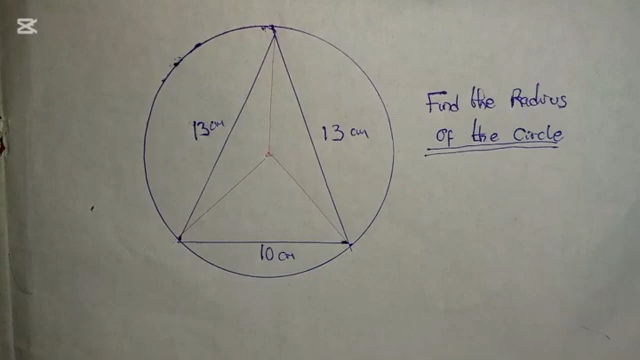 13cm
13 cm
10 cm
Find the Radius
of the Circle